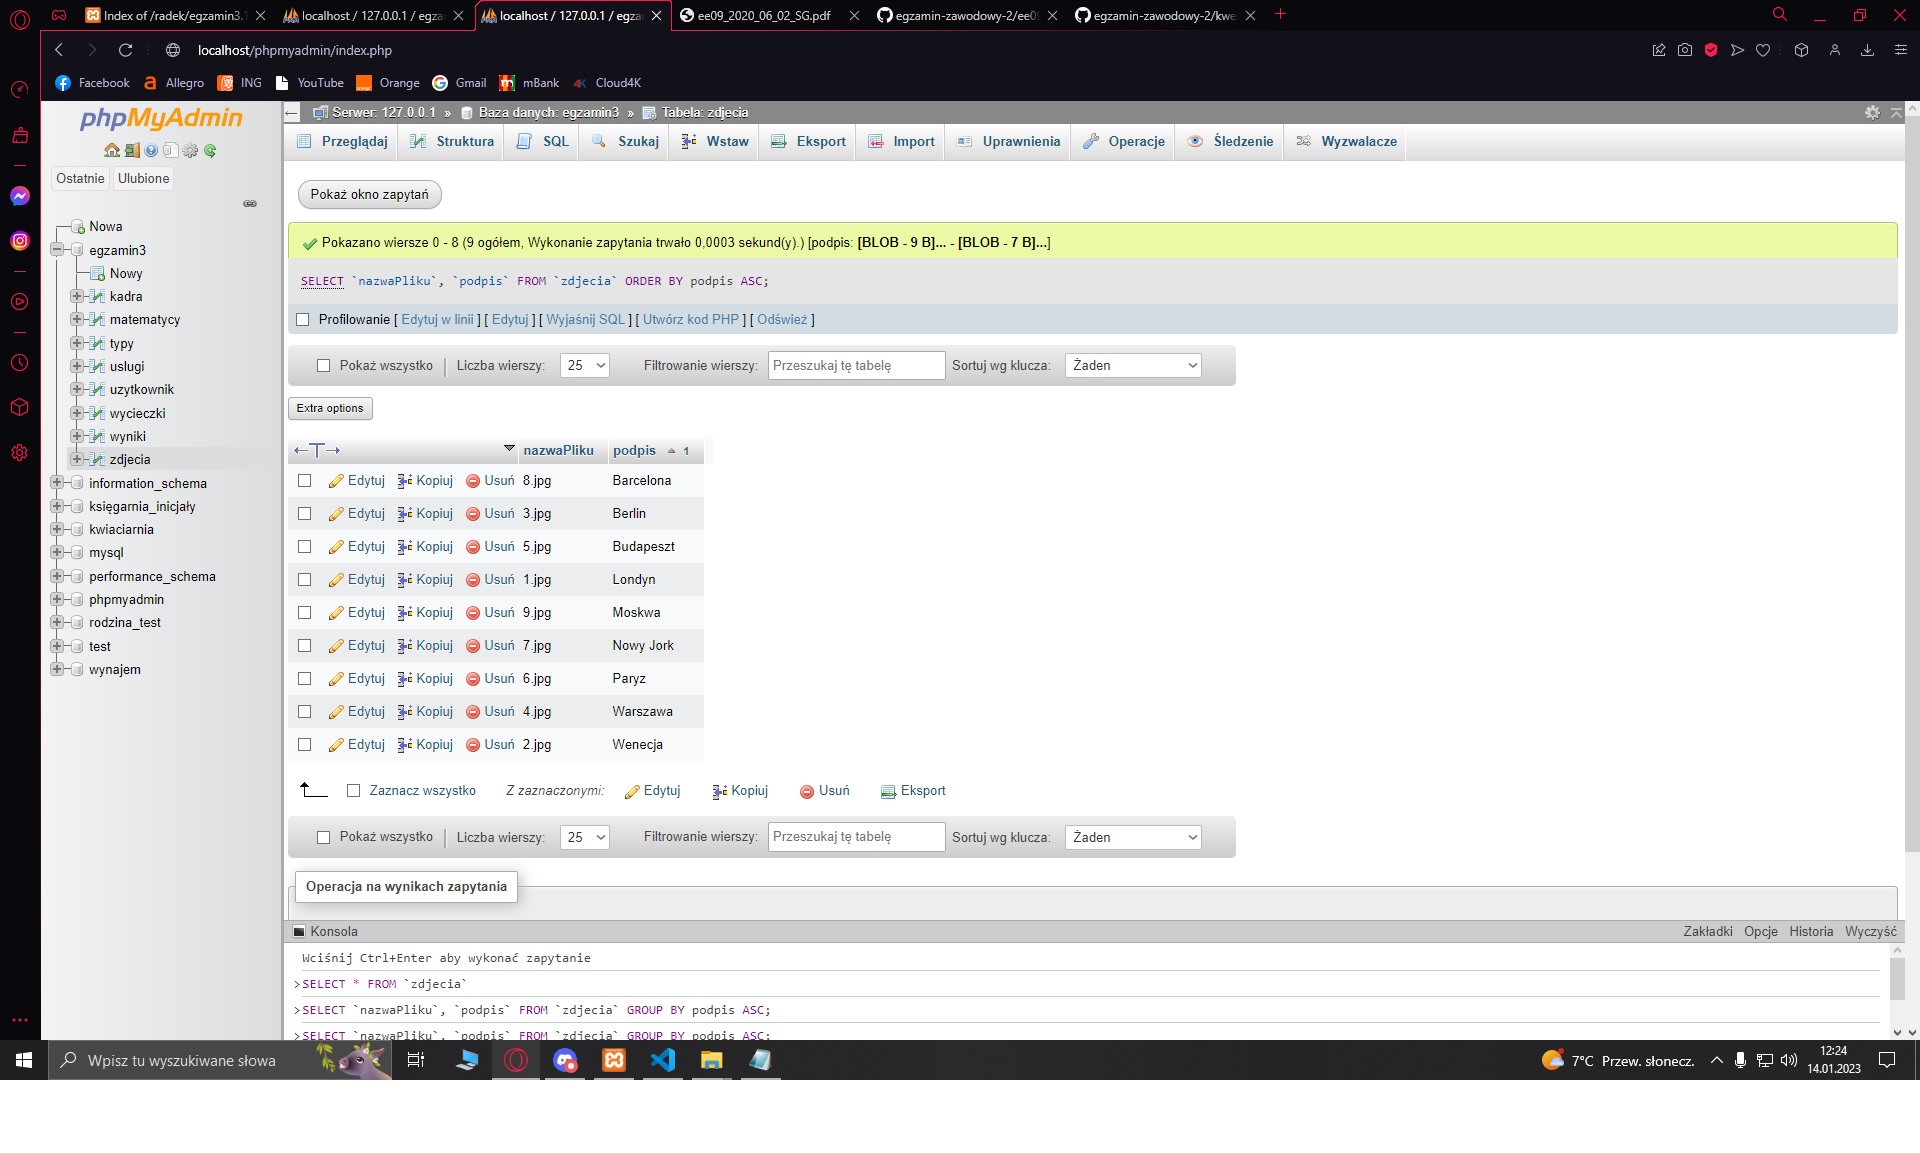 Index of /radek/egzamin3.
localhost / 127.0.0.1 / egza
localhost / 127.0.0.1 / egza
ee09_2020_06_02_SG.pdf
egzamin-zawodowy-2/ee09
egzamin-zawodowy-2/kwe
localhost/phpmyadmin/index.php
Facebook
Allegro
ING
YouTube
Orange
Gmail
mBank
4K Cloud4K
phpMyAdmin
Ostatnie Ulubione
Nowa
egzamin3
Nowy
kadra
matematycy
typy
uslugi
uzytkownik
wycieczki
wyniki
zdjecia
information_schema
księgarnia_inicjały
kwiaciarnia
mysql
performance_schema
phpmyadmin
rodzina_test
test
wynajem
Serwer: 127.0.0.1 » Baza danych: egzamin3 » Tabela: zdjecia
Przeglądaj Struktura SQL Szukaj Wstaw Eksport Import Uprawnienia Operacje Śledzenie Wyzwalacze
Pokaż okno zapytań
Pokazano wiersze 0 - 8 (9 ogółem, Wykonanie zapytania trwało 0,0003 sekund(y).) [podpis: [BLOB - 9 B]... - [BLOB - 7 B]...]
SELECT `nazwaPliku`, `podpis` FROM `zdjecia` ORDER BY podpis ASC;
Profilowanie [ Edytuj w linii ] [ Edytuj ] [ Wyjaśnij SQL ] [ Utwórz kod PHP ] [ Odśwież ]
Pokaż wszystko | Liczba wierszy: 25 Filtrowanie wierszy: Przeszukaj tę tabelę Sortuj wg klucza: Żaden
Extra options
←T→ nazwaPliku podpis 1
Edytuj Kopiuj Usuń 8.jpg Barcelona
Edytuj Kopiuj Usuń 3.jpg Berlin
Edytuj Kopiuj Usuń 5.jpg Budapeszt
Edytuj Kopiuj Usuń 1.jpg Londyn
Edytuj Kopiuj Usuń 9.jpg Moskwa
Edytuj Kopiuj Usuń 7.jpg Nowy Jork
Edytuj Kopiuj Usuń 6.jpg Paryz
Edytuj Kopiuj Usuń 4.jpg Warszawa
Edytuj Kopiuj Usuń 2.jpg Wenecja
Zaznacz wszystko Z zaznaczonymi: Edytuj Kopiuj Usuń Eksport
Pokaż wszystko | Liczba wierszy: 25 Filtrowanie wierszy: Przeszukaj tę tabelę Sortuj wg klucza: Żaden
Operacja na wynikach zapytania
Konsola Zakładki Opcje Historia Wyczyść
Wciśnij Ctrl+Enter aby wykonać zapytanie
>SELECT * FROM `zdjecia`
>SELECT `nazwaPliku`, `podpis` FROM `zdjecia` GROUP BY podpis ASC;
>SELECT `nazwaPliku`, `podpis` FROM `zdjecia` GROUP BY podpis ASC;
Wpisz tu wyszukiwane słowa
7°C Przew. słonecz.
12:24
14.01.2023